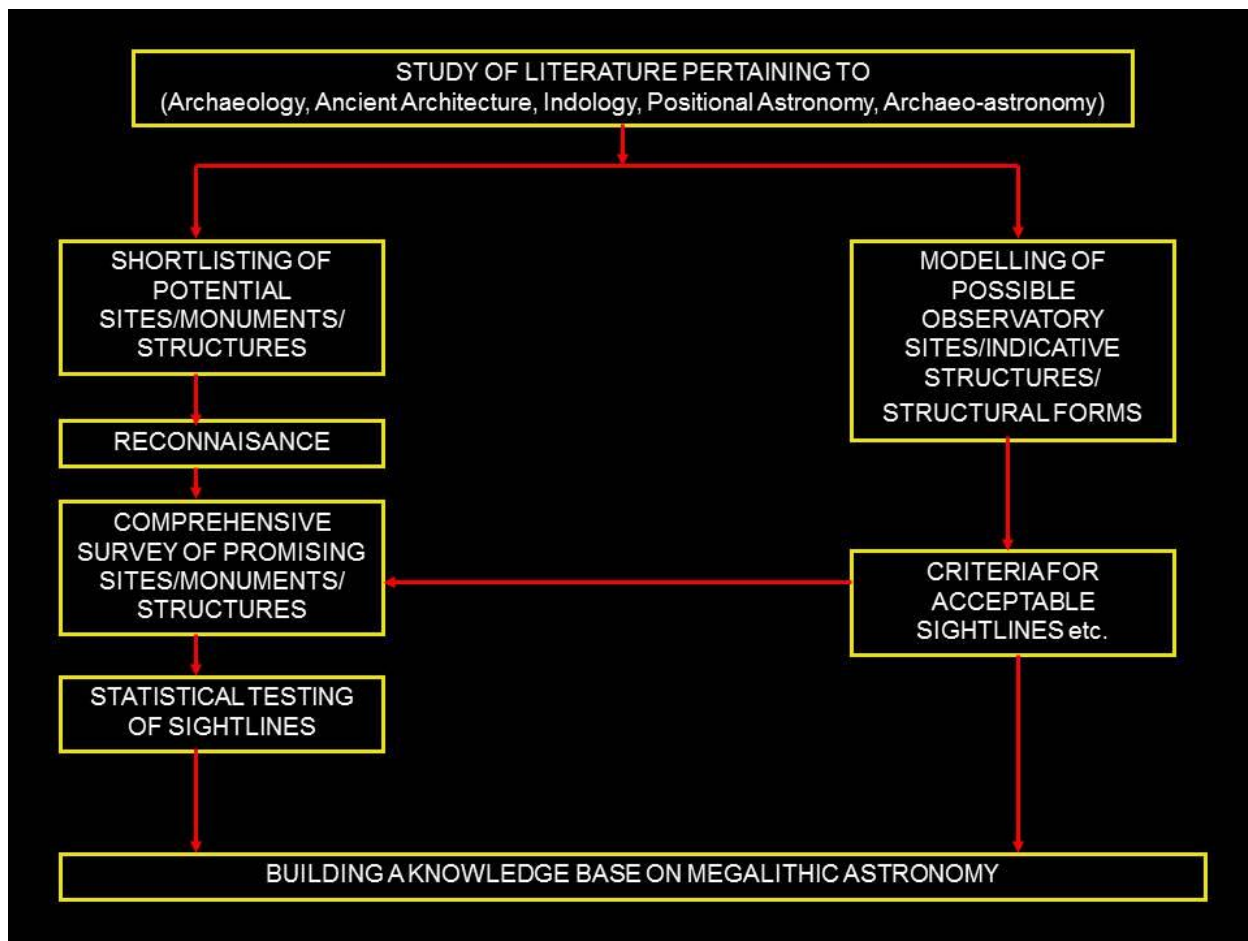 STUDY OF LITERATURE PERTAINING TO
(Archaeology, Ancient Architecture, Indology, Positional Astronomy, Archaeo-astronomy)
SHORTLISTING OF
POTENTIAL
SITES/MONUMENTS/
STRUCTURES
RECONNAISANCE
COMPREHENSIVE
SURVEY OF PROMISING
SITES/MONUMENTS/
STRUCTURES
STATISTICAL TESTING
OF SIGHTLINES
MODELLING OF
POSSIBLE
OBSERVATORY
SITES/INDICATIVE
STRUCTURES/
STRUCTURAL FORMS
CRITERIA FOR
ACCEPTABLE
SIGHTLINES etc.
BUILDING A KNOWLEDGE BASE ON MEGALITHIC ASTRONOMY